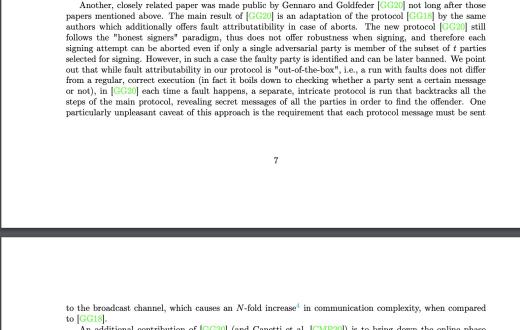 Another, closely related paper was made public by Gennaro and Goldfeder [GG20] not long after those
papers mentioned above. The main result of [GG20] is an adaptation of the protocol [GG18] by the same
authors which additionally offers fault attributatibility in case of aborts. The new protocol [GG20] still
follows the "honest signers" paradigm, thus does not offer robustness when signing, and therefore each
signing attempt can be aborted even if only a single adversarial party is member of the subset of t parties
selected for signing. However, in such a case the faulty party is identified and can be later banned. We point
out that while fault attributability in our protocol is "out-of-the-box", i.e., a run with faults does not differ
from a regular, correct execution (in fact it boils down to checking whether a party sent a certain message
or not), in [GG20] each time a fault happens, a separate, intricate protocol is run that backtracks all the
steps of the main protocol, revealing secret messages of all the parties in order to find the offender. One
particularly unpleasant caveat of this approach is the requirement that each protocol message must be sent
7
to the broadcast channel, which causes an N-fold increase⁴ in communication complexity, when compared
to [GG18].
An additional contribution of [GG20] (and Canetti et al. [CMP20]) is to bring down the online phase